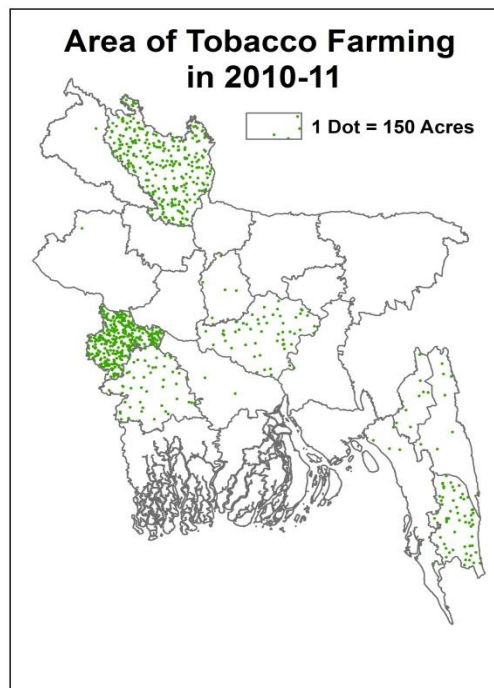 Area of Tobacco Farming
in 2010-11
1 Dot = 150 Acres